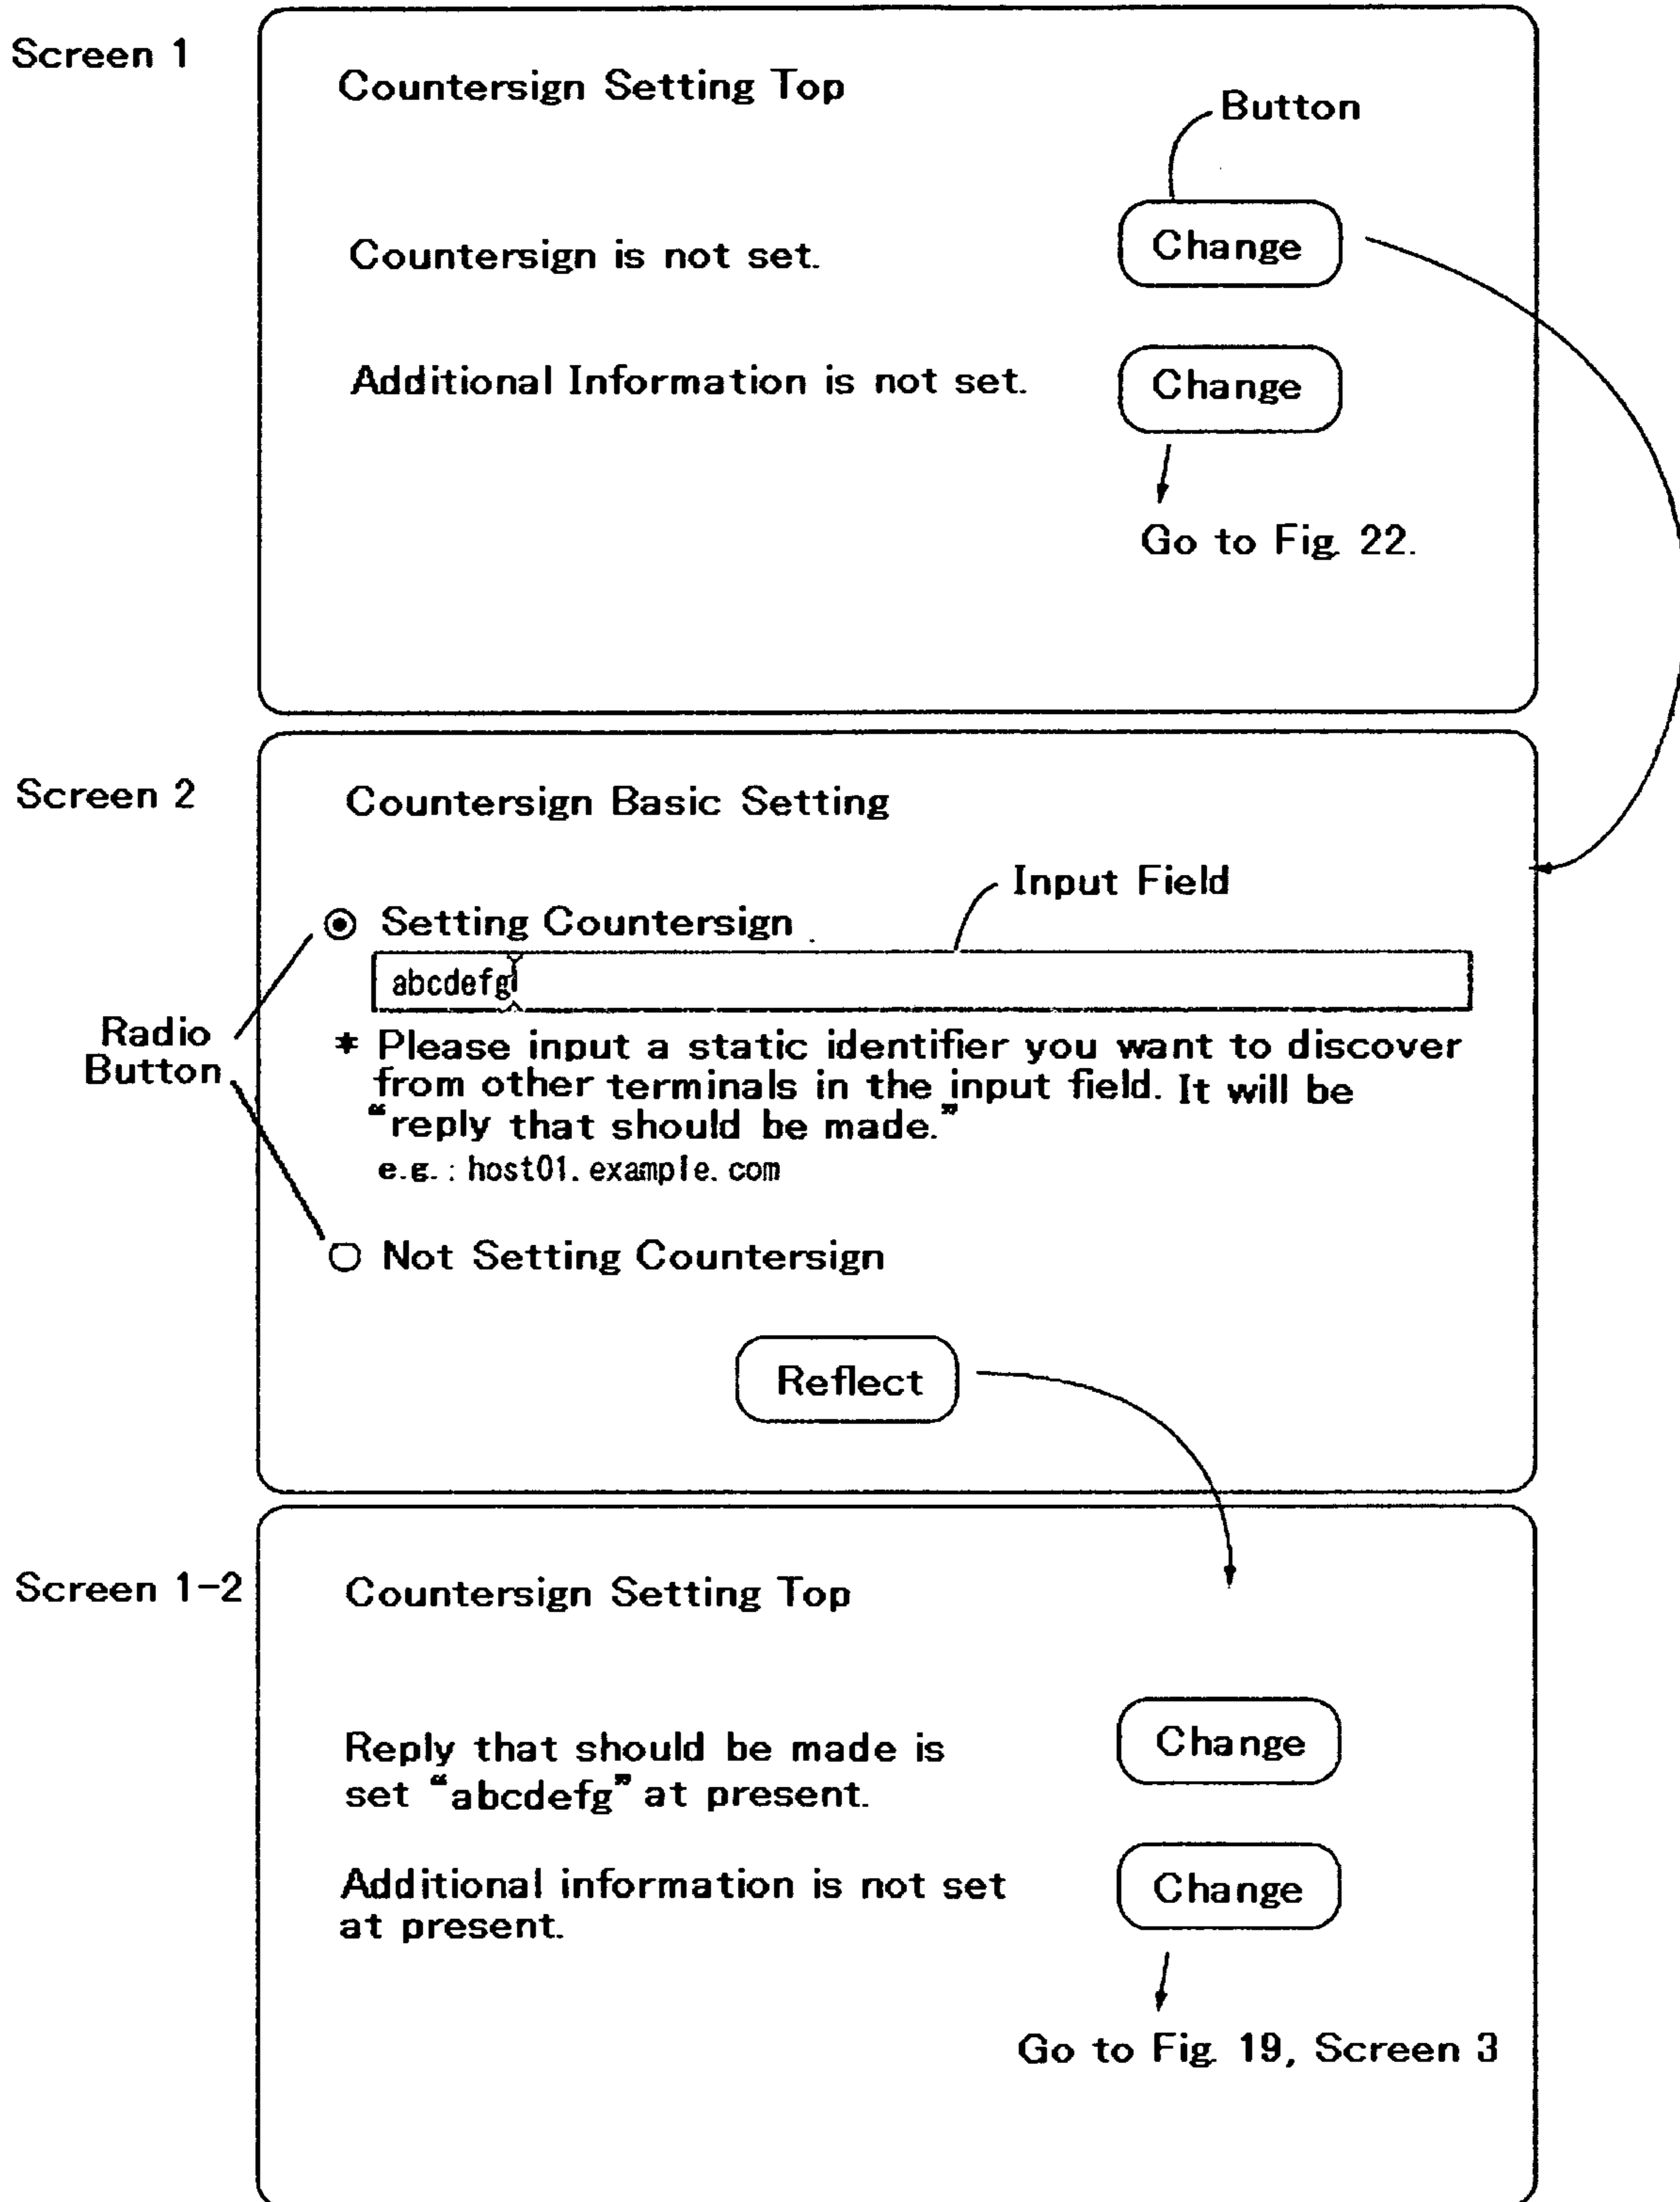 Screen 1
Countersign Setting Top
Button
Countersign is not set.
Change
Additional Information is not set.
Change
Go to Fig. 22.
Screen 2
Countersign Basic Setting
Input Field
Setting Countersign
abcdefg
Radio
Button
* Please input a static identifier you want to discover
from other terminals in the input field. It will be
“reply that should be made.”
e.g. : host01. example. com
Not Setting Countersign
Reflect
Screen 1-2
Countersign Setting Top
Reply that should be made is
set “abcdefg” at present.
Change
Additional information is not set
at present.
Change
Go to Fig. 19, Screen 3